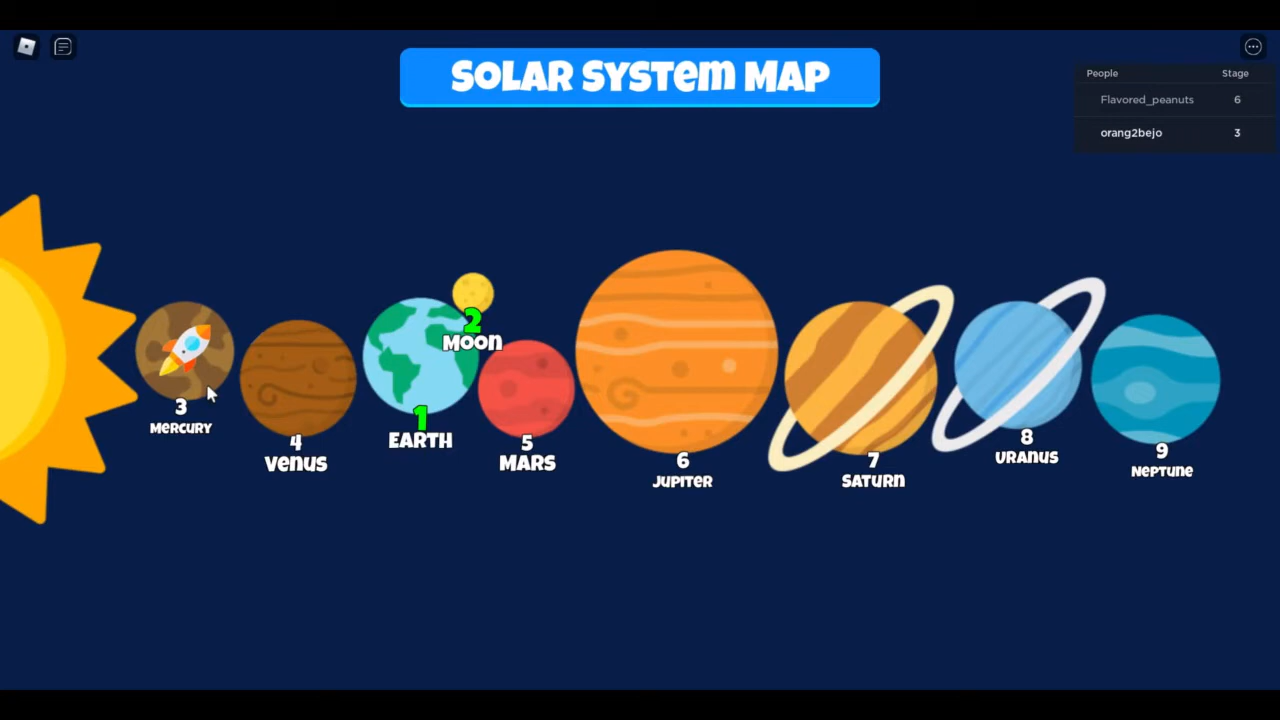 SOLAR SYSTEM MAP
People Stage
Flavored_peanuts 6
orang2bejo 3
3
MERCURY
4
VENUS
1
EARTH
2
MOON
5
MARS
6
JUPITER
7
SATURN
8
URANUS
9
NEPTUNE